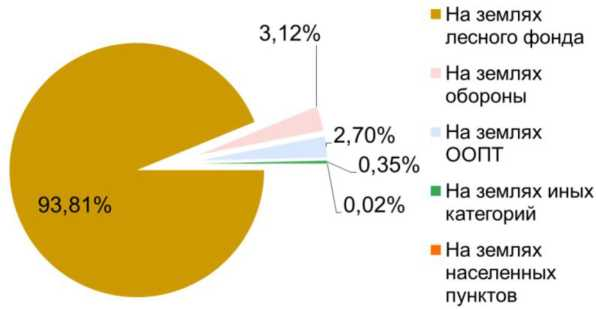 3,12%
2,70%
0,35%
0,02%
93,81%
На землях
лесного фонда
На землях
обороны
На землях
ООПТ
На землях иных
категорий
На землях
населенных
пунктов